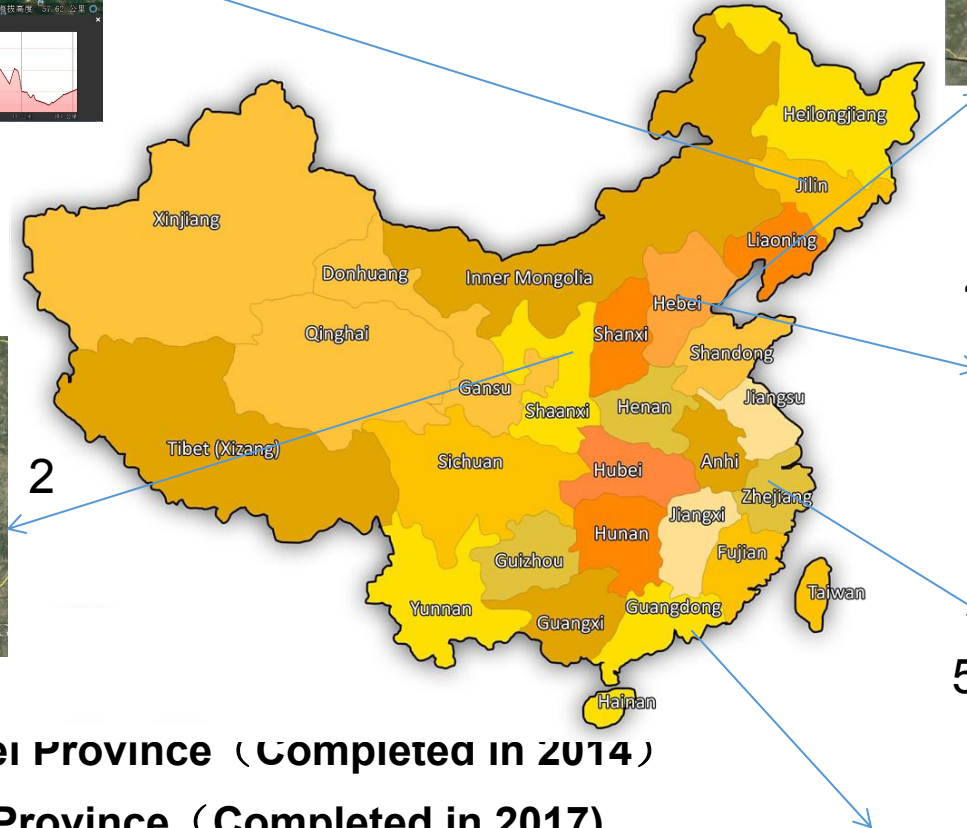 Heilongjiang
Jilin
Xinjiang
Liaoning
Donhuang
Inner Mongolia
Hebei
Qinghai
Shanxi
Shandong
Gansu
Jiangsu
Shaanxi
Henan
Tibet (Xizang)
Sichuan
Anhi
2
Hubei
Zhejiang
Jiangxi
Hunan
Fujian
Guizhou
Taiwan
Yunnan
Guangdong
Guangxi
5
Hainan
Province（Completed in 2014）
Province（Completed in 2017)